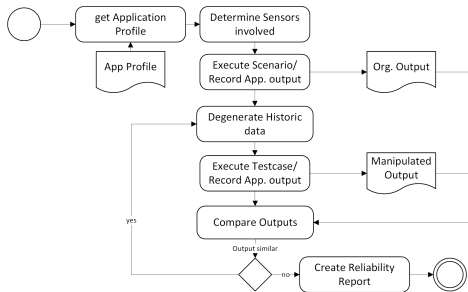 get Application
Profile
Determine Sensors
involved
App Profile
Execute Scenario/
Record App. output
Org. Output
Degenerate Historic
data
Execute Testcase/
Record App. output
Manipulated
Output
yes
Compare Outputs
Output similar
no
Create Reliability
Report